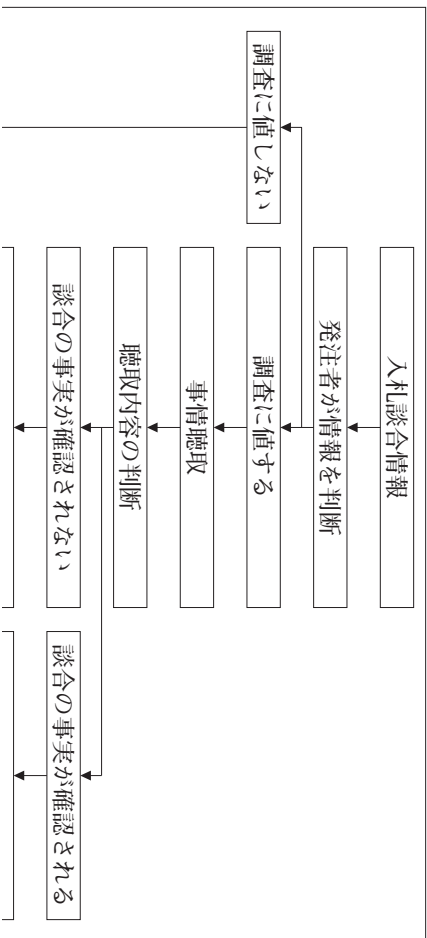 入札談合情報
発注者が情報を判断
調査に値しない
調査に値する
事情聴取
聴取内容の判断
談合の事実が確認されない
談合の事実が確認される